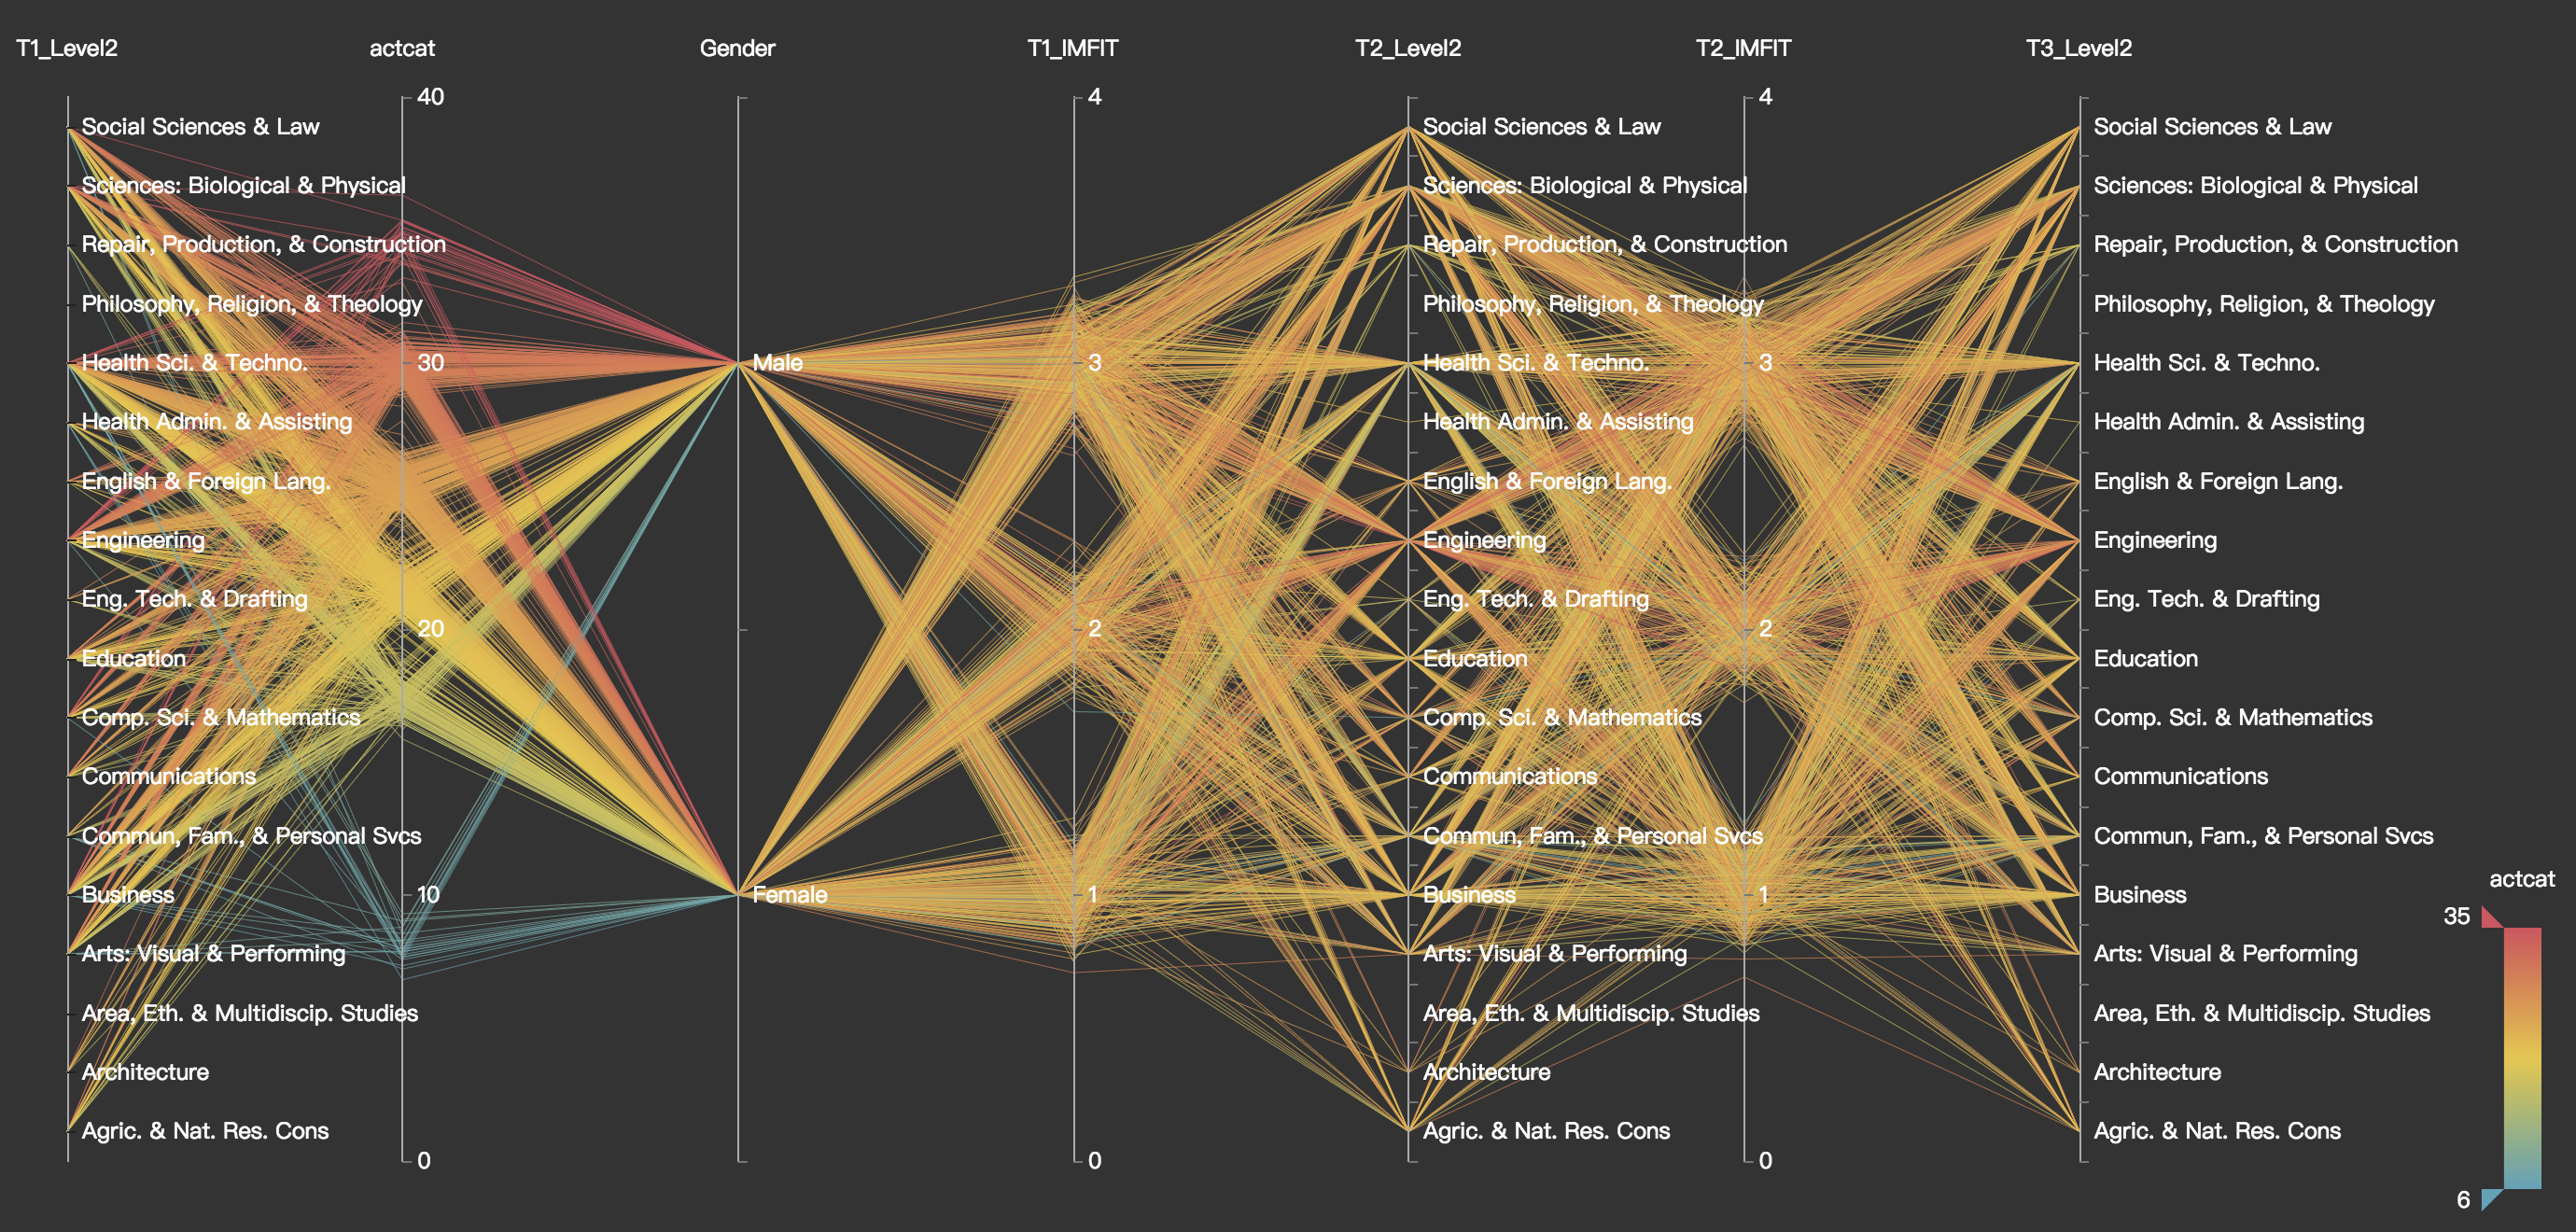 T1_Level2
actcat
Gender
T1_IMFIT
T2_Level2
T2_IMFIT
T3_Level2
Social Sciences & Law
Sciences: Biological & Physical
Repair, Production, & Construction
Philosophy, Religion, & Theology
Health Sci. & Techno.
Health Admin. & Assisting
English & Foreign Lang.
Engineering
Eng. Tech. & Drafting
Education
Comp. Sci. & Mathematics
Communications
Commun, Fam., & Personal Svcs
Business
Arts: Visual & Performing
Area, Eth. & Multidiscip. Studies
Architecture
Agric. & Nat. Res. Cons
40
30
20
10
0
Male
Female
4
3
2
1
0
Social Sciences & Law
Sciences: Biological & Physical
Repair, Production, & Construction
Philosophy, Religion, & Theology
Health Sci. & Techno.
Health Admin. & Assisting
English & Foreign Lang.
Engineering
Eng. Tech. & Drafting
Education
Comp. Sci. & Mathematics
Communications
Commun, Fam., & Personal Svcs
Business
Arts: Visual & Performing
Area, Eth. & Multidiscip. Studies
Architecture
Agric. & Nat. Res. Cons
4
3
2
1
0
Social Sciences & Law
Sciences: Biological & Physical
Repair, Production, & Construction
Philosophy, Religion, & Theology
Health Sci. & Techno.
Health Admin. & Assisting
English & Foreign Lang.
Engineering
Eng. Tech. & Drafting
Education
Comp. Sci. & Mathematics
Communications
Commun, Fam., & Personal Svcs
Business
Arts: Visual & Performing
Area, Eth. & Multidiscip. Studies
Architecture
Agric. & Nat. Res. Cons
actcat
35
6